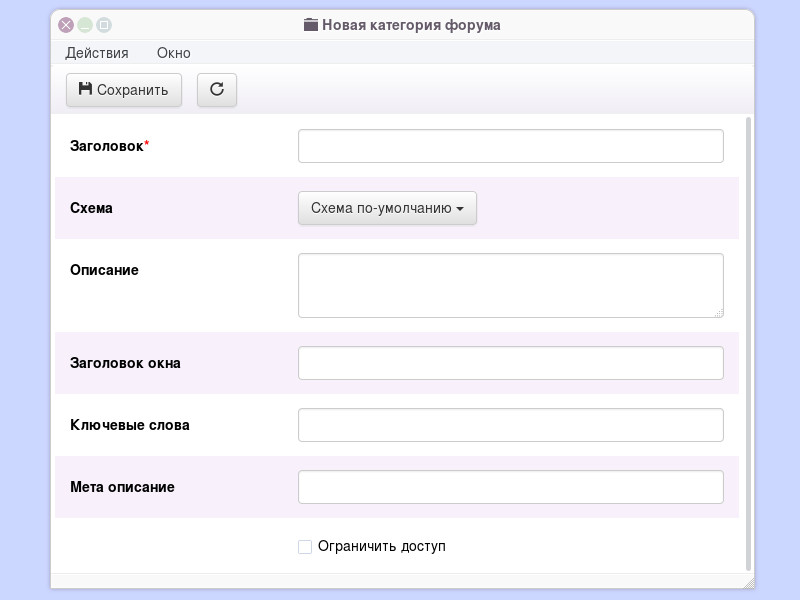 Новая категория форума
Действия Окно
Сохранить
Заголовок*
Схема Схема по-умолчанию
Описание
Заголовок окна
Ключевые слова
Мета описание
Ограничить доступ